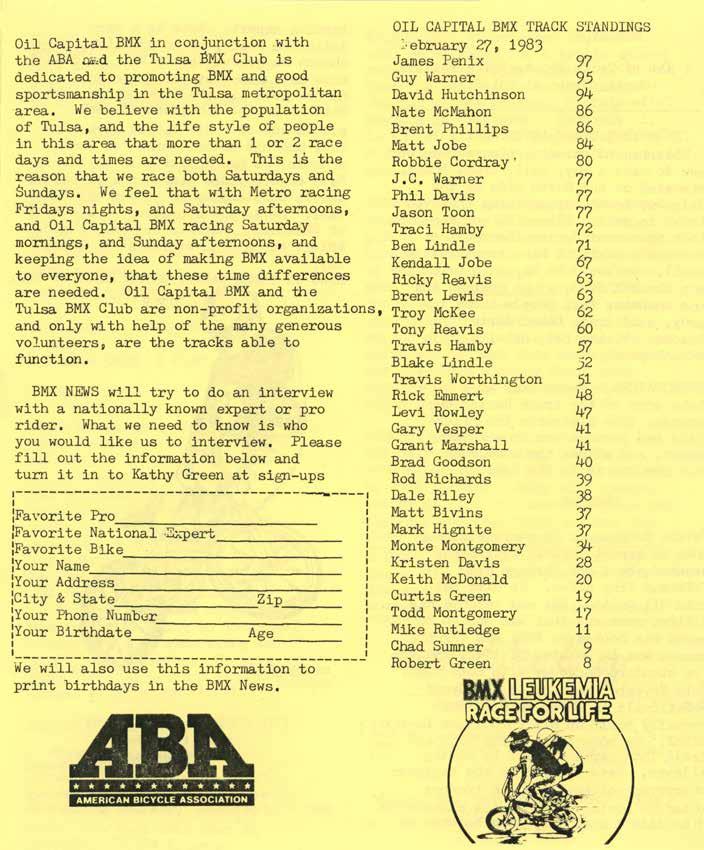 Oil Capital BMX in conjunction with
the ABA and the Tulsa BMX Club is
dedicated to promoting BMX and good
sportsmanship in the Tulsa metropolitan
area. We believe with the population
of Tulsa, and the life style of people
in this area that more than 1 or 2 race
days and times are needed. This is the
reason that we race both Saturdays and
Sundays. We feel that with Metro racing
Fridays nights, and Saturday afternoons,
and Oil Capital BMX racing Saturday
mornings, and Sunday afternoons, and
keeping the idea of making BMX available
to everyone, that these time differences
are needed. Oil Capital BMX and the
Tulsa BMX Club are non-profit organizations,
and only with help of the many generous
volunteers, are the tracks able to
function.
BMX NEWS will try to do an interview
with a nationally known expert or pro
rider. What we need to know is who
you would like us to interview. Please
fill out the information below and
turn it in to Kathy Green at sign-ups
Favorite Pro
Favorite National Expert
Favorite Bike
Your Name
Your Address
City & State Zip
Your Phone Number
Your Birthdate Age
We will also use this information to
print birthdays in the BMX News.
ABA
AMERICAN BICYCLE ASSOCIATION
OIL CAPITAL BMX TRACK STANDINGS
February 27, 1983
James Penix 97
Guy Warner 95
David Hutchinson 94
Nate McMahon 86
Brent Phillips 86
Matt Jobe 84
Robbie Cordray 80
J.C. Warner 77
Phil Davis 77
Jason Toon 77
Traci Hamby 72
Ben Lindle 71
Kendall Jobe 67
Ricky Reavis 63
Brent Lewis 63
Troy McKee 62
Tony Reavis 60
Travis Hamby 57
Blake Lindle 52
Travis Worthington 51
Rick Emmert 48
Levi Rowley 47
Gary Vesper 41
Grant Marshall 41
Brad Goodson 40
Rod Richards 39
Dale Riley 38
Matt Bivins 37
Mark Hignite 37
Monte Montgomery 34
Kristen Davis 28
Keith McDonald 20
Curtis Green 19
Todd Montgomery 17
Mike Rutledge 11
Chad Sumner 9
Robert Green 8
BMX LEUKEMIA
RACE FOR LIFE